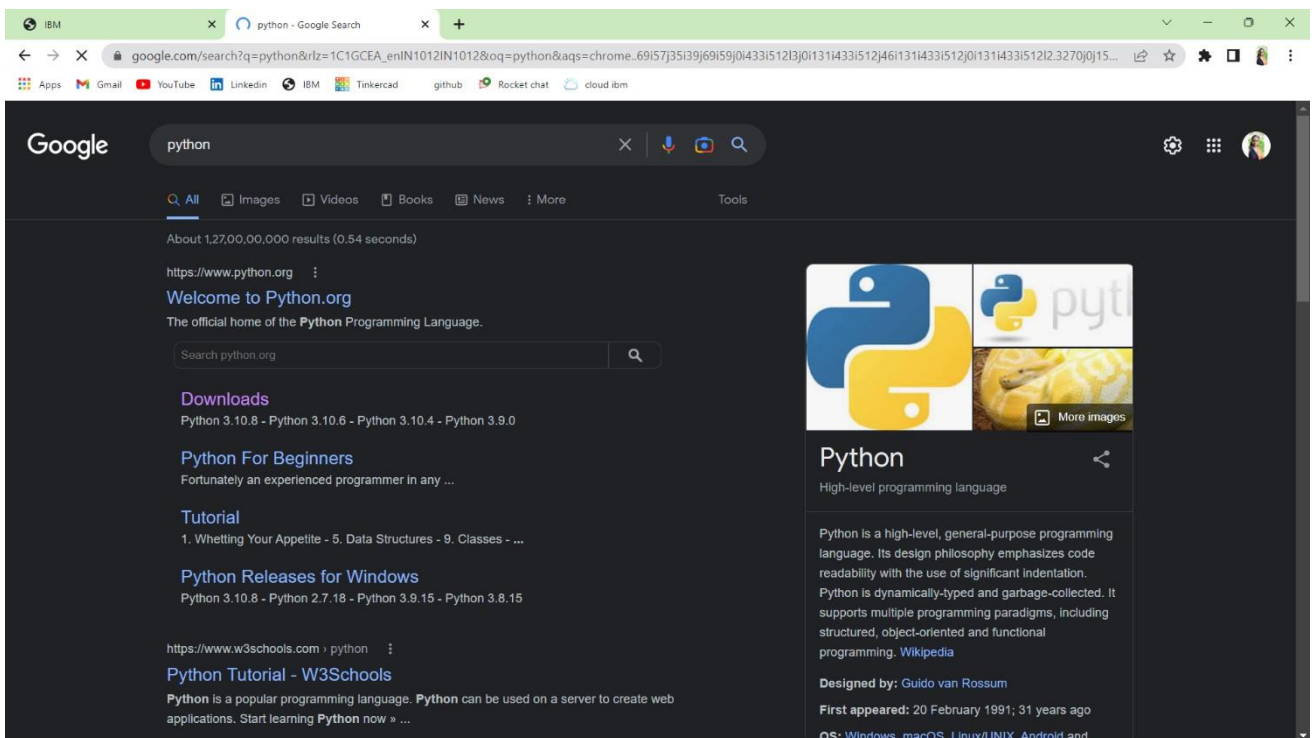 IBM
python - Google Search
google.com/search?q=python&rlz=1C1GCEA_enIN1012IN1012&oq=python&aqs=chrome..69i57j35i39j69i59j0i433i512l3j0i131i433i512j46i131i433i512j0i131i433i512l2.3270j0j15...
Apps Gmail YouTube Linkedin IBM Tinkercad github Rocket chat cloud ibm
Google
python
All Images Videos Books News More Tools
About 1,27,00,00,000 results (0.54 seconds)
https://www.python.org
Welcome to Python.org
The official home of the Python Programming Language.
Search python.org
Downloads
Python 3.10.8 - Python 3.10.6 - Python 3.10.4 - Python 3.9.0
Python For Beginners
Fortunately an experienced programmer in any ...
Tutorial
1. Whetting Your Appetite - 5. Data Structures - 9. Classes - ...
Python Releases for Windows
Python 3.10.8 - Python 2.7.18 - Python 3.9.15 - Python 3.8.15
https://www.w3schools.com › python
Python Tutorial - W3Schools
Python is a popular programming language. Python can be used on a server to create web
applications. Start learning Python now » ...
pyt
More images
Python
High-level programming language
Python is a high-level, general-purpose programming
language. Its design philosophy emphasizes code
readability with the use of significant indentation.
Python is dynamically-typed and garbage-collected. It
supports multiple programming paradigms, including
structured, object-oriented and functional
programming. Wikipedia
Designed by: Guido van Rossum
First appeared: 20 February 1991; 31 years ago
OS: Windows, macOS, Linux/UNIX, Android and